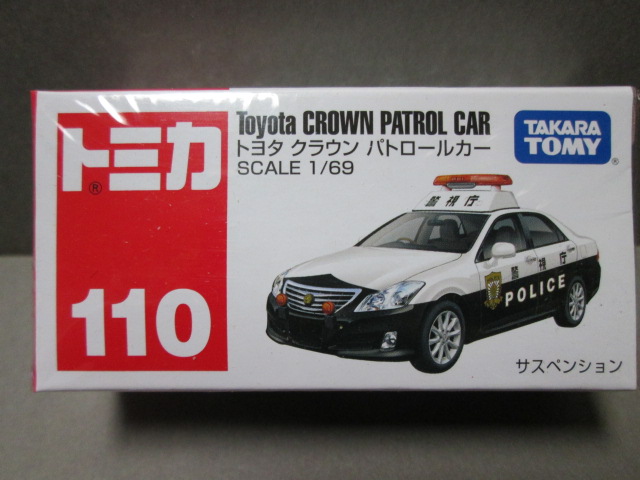 トミカ
®
110
Toyota CROWN PATROL CAR
トヨタ クラウン パトロールカー
SCALE 1/69
TAKARA
TOMY
®
警視庁
警視庁
POLICE
サスペンション